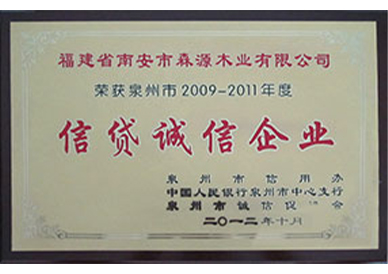 福建省南安市森源木业有限公司
荣获泉州市2009-2011年度
信贷诚信企业
泉州市信用办
中国人民银行泉州市中心支行
泉州市诚信促 会
二〇一二年十月